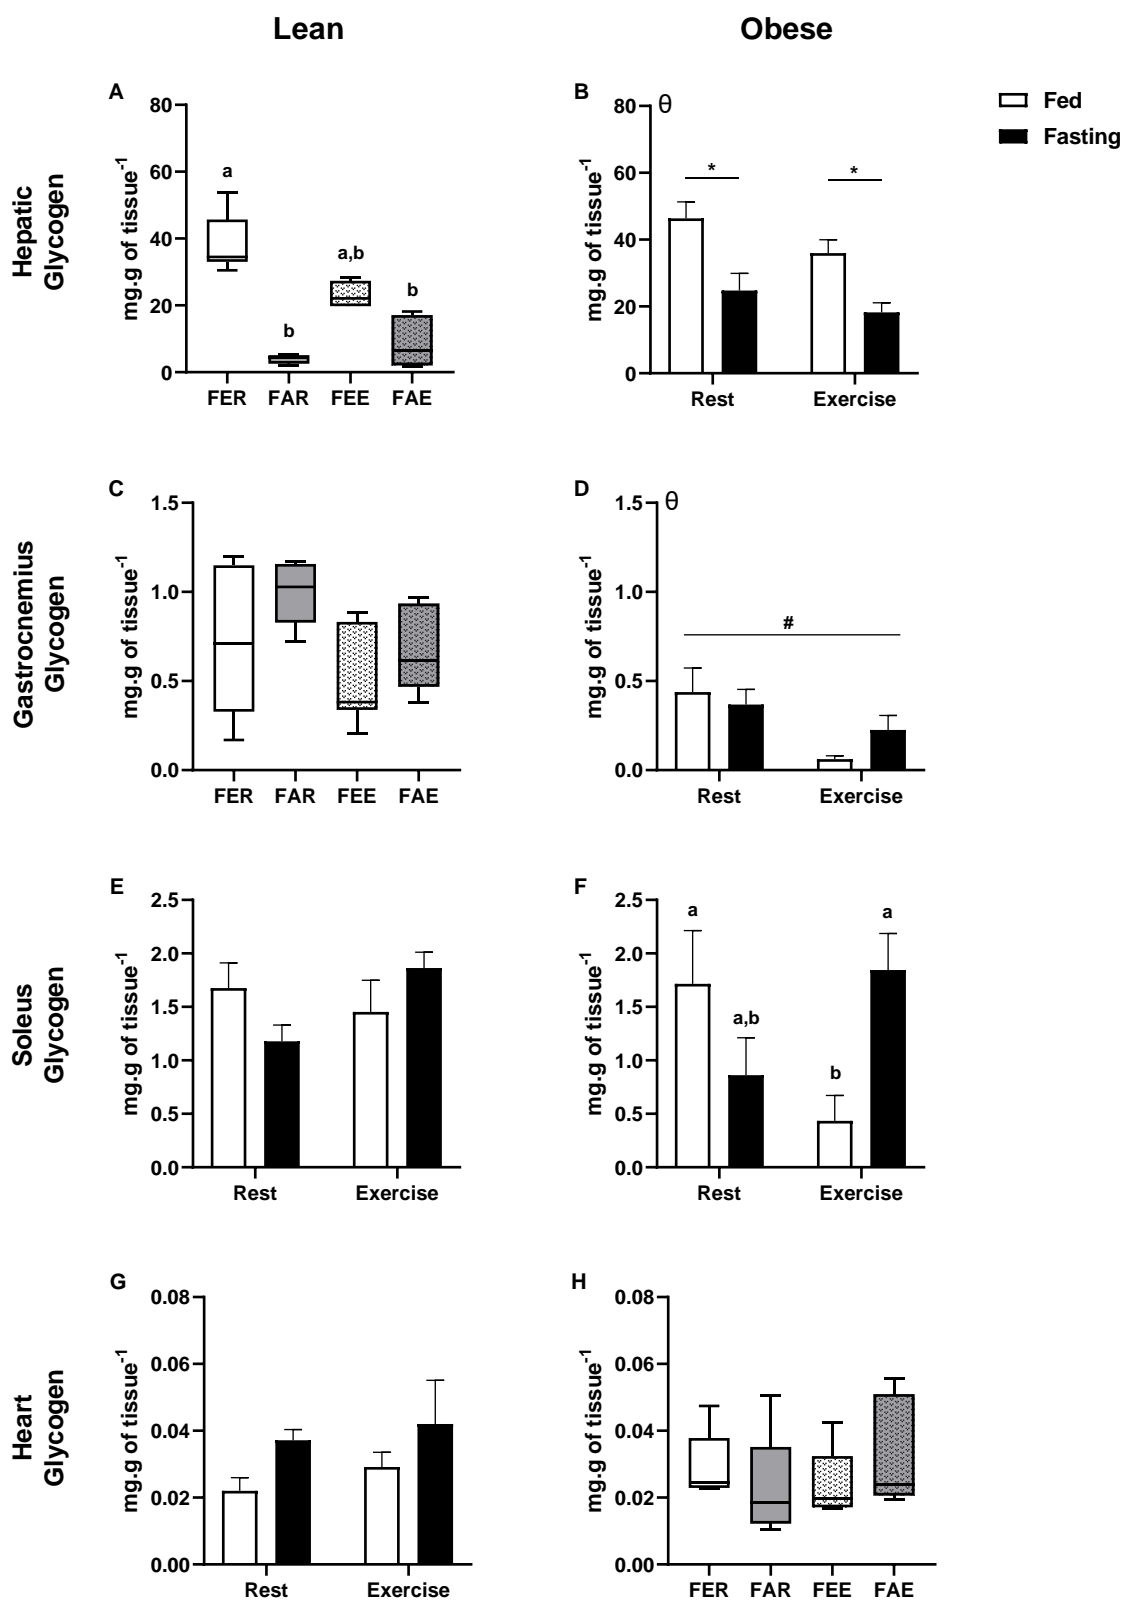 Lean
Obese
Fed
Fasting
Hepatic
Glycogen
A
mg.g of tissue-1
80
60
40
20
0
a
b
a,b
b
FER FAR FEE FAE
B
θ
mg.g of tissue-1
80
60
40
20
0
*
*
Rest Exercise
Gastrocnemius
Glycogen
C
mg.g of tissue-1
1.5
1.0
0.5
0.0
FER FAR FEE FAE
D
θ
mg.g of tissue-1
1.5
1.0
0.5
0.0
#
Rest Exercise
Soleus
Glycogen
E
mg.g of tissue-1
2.5
2.0
1.5
1.0
0.5
0.0
Rest Exercise
F
mg.g of tissue-1
2.5
2.0
1.5
1.0
0.5
0.0
a
a,b
b
a
Rest Exercise
Heart
Glycogen
G
mg.g of tissue-1
0.08
0.06
0.04
0.02
0.00
Rest Exercise
H
mg.g of tissue-1
0.08
0.06
0.04
0.02
0.00
FER FAR FEE FAE